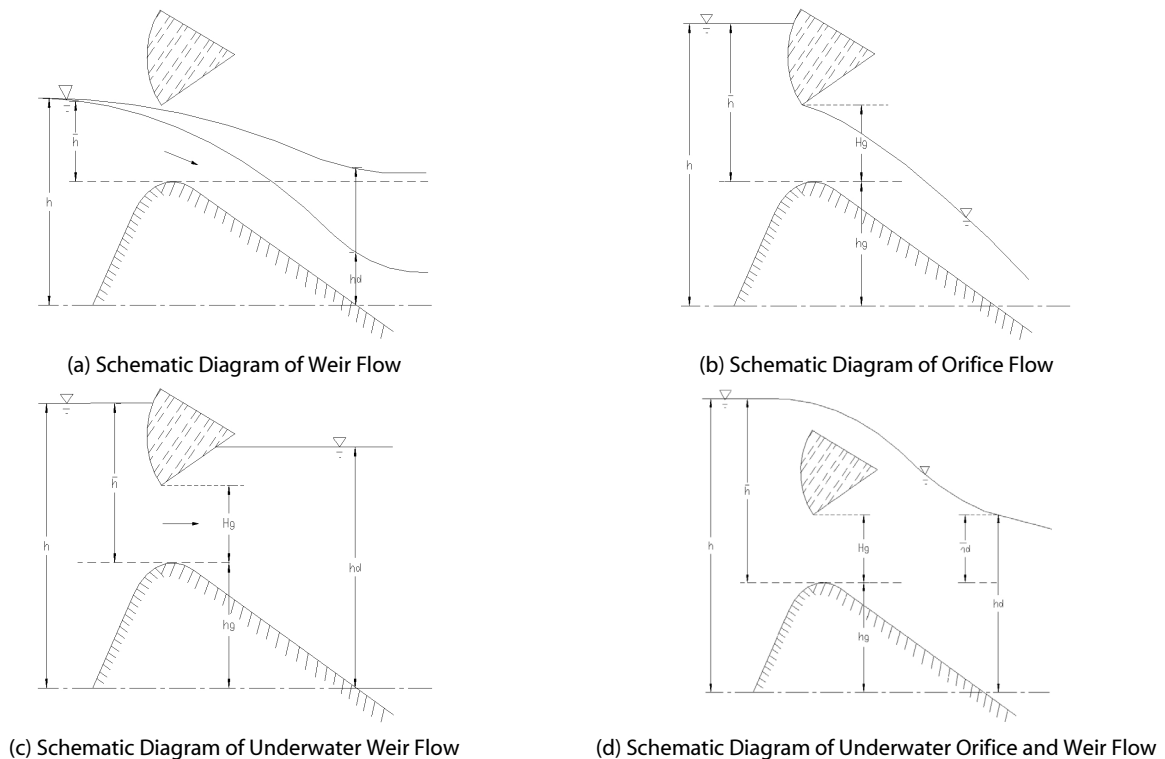 h̄
h
hd
(a) Schematic Diagram of Weir Flow
h̄
Hg
h
hg
(b) Schematic Diagram of Orifice Flow
h̄
Hg
h
hd
hg
(c) Schematic Diagram of Underwater Weir Flow
h̄
Hg
h̄d
h
hd
hg
(d) Schematic Diagram of Underwater Orifice and Weir Flow